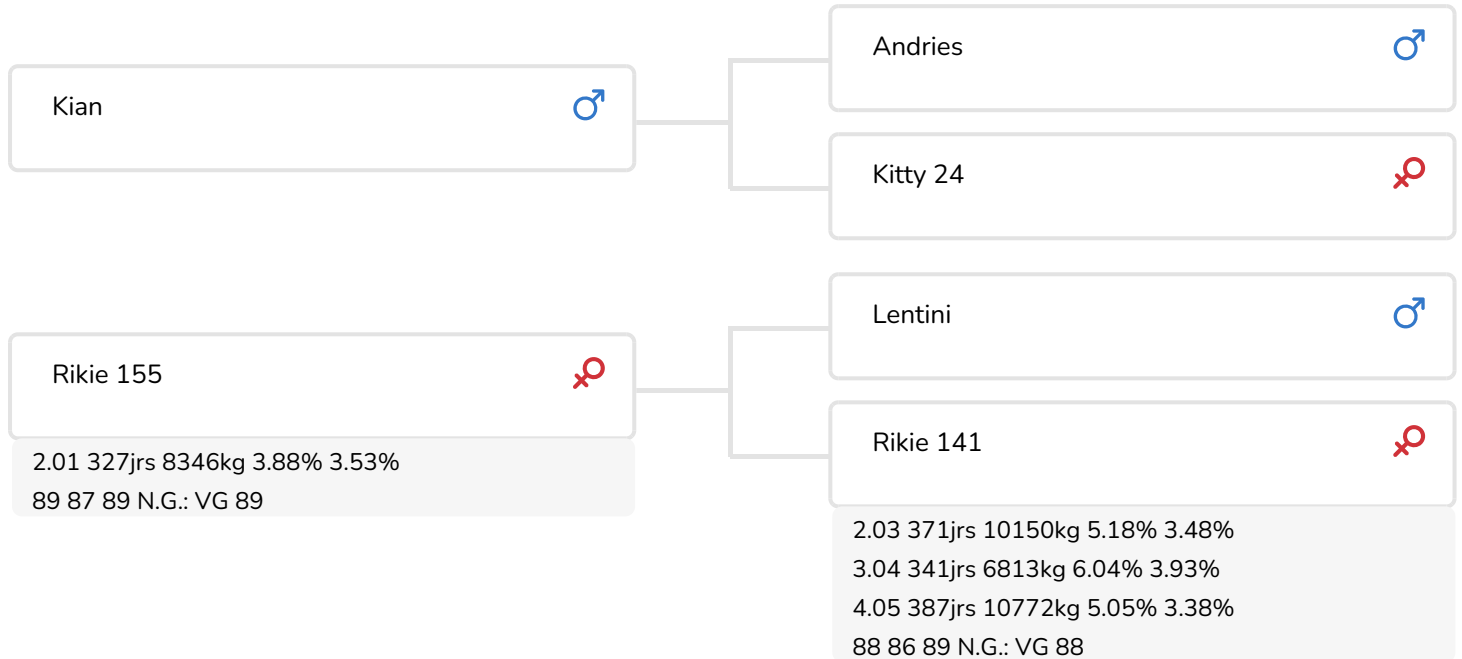 Kian
Andries
Kitty 24
Rikie 155
2.01 327jrs 8346kg 3.88% 3.53%
89 87 89 N.G.: VG 89
Lentini
Rikie 141
2.03 371jrs 10150kg 5.18% 3.48%
3.04 341jrs 6813kg 6.04% 3.93%
4.05 387jrs 10772kg 5.05% 3.38%
88 86 89 N.G.: VG 88